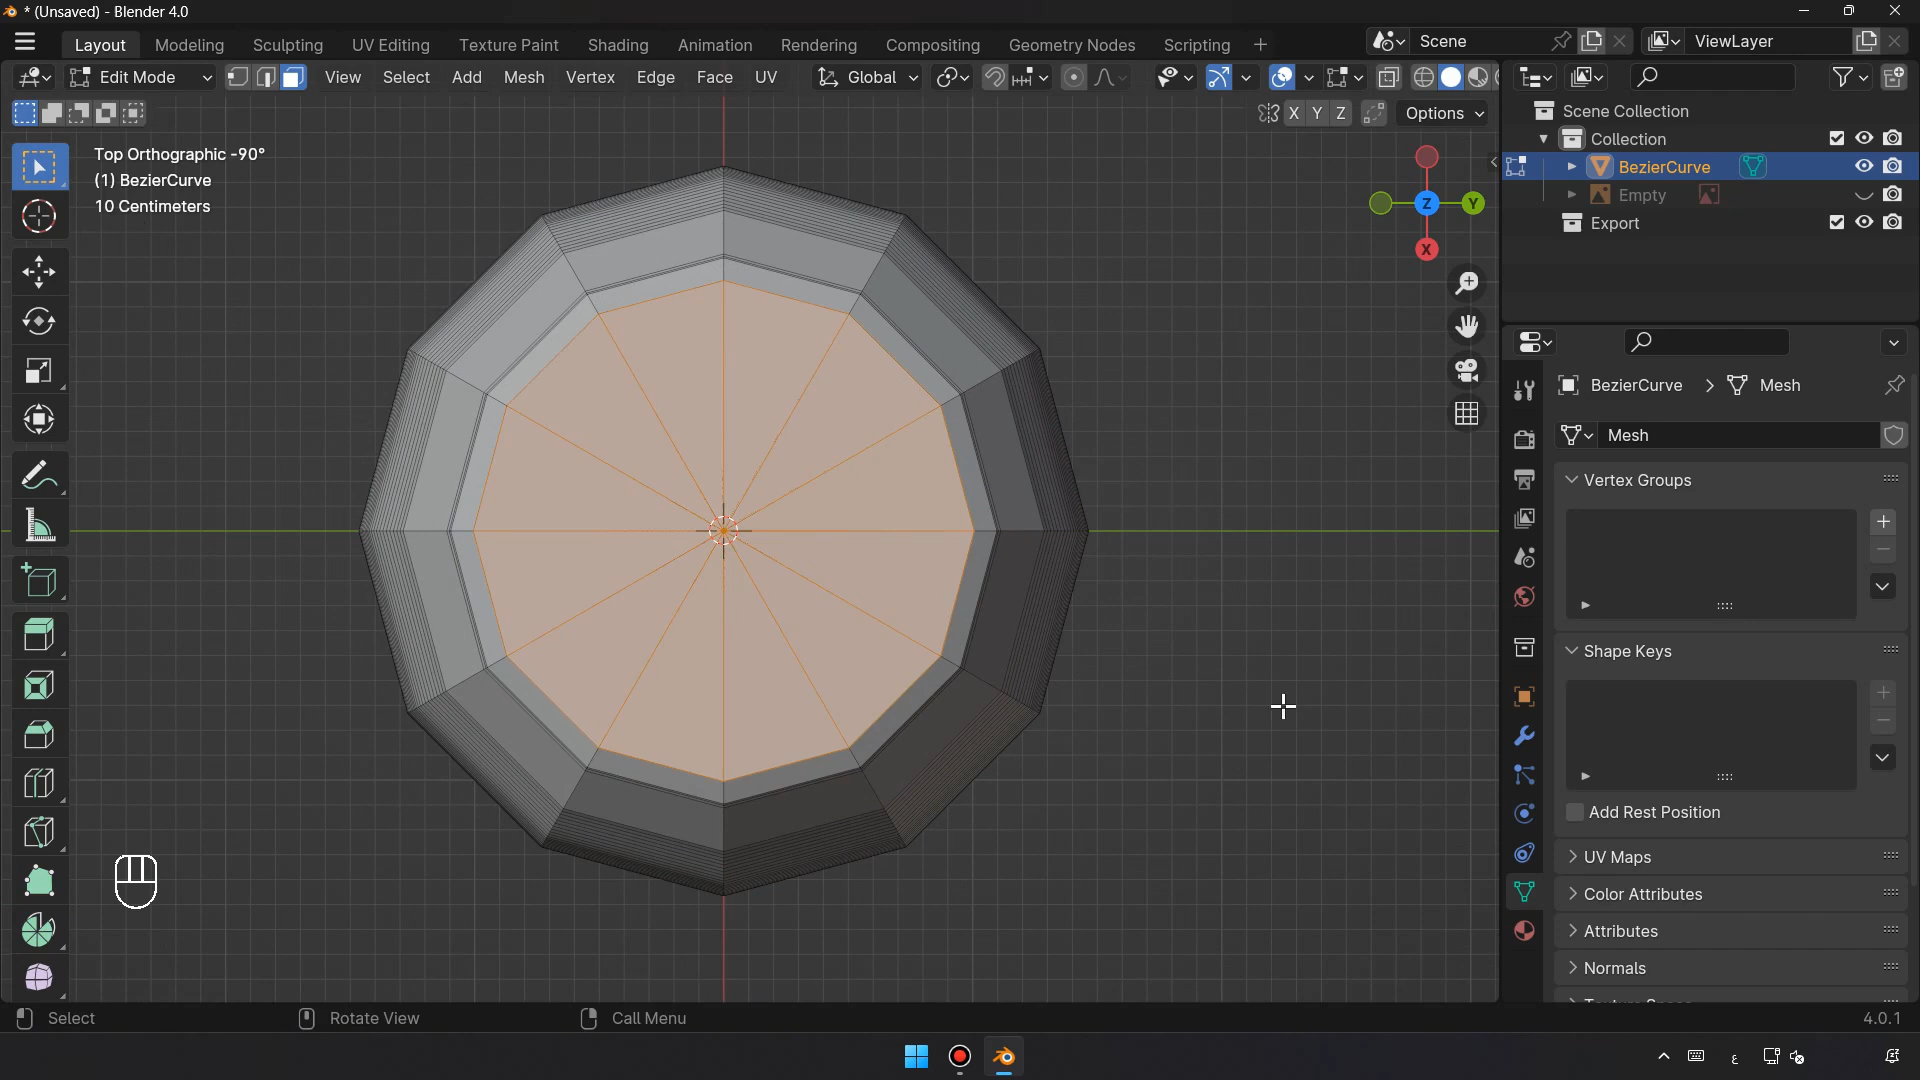 * (Unsaved) - Blender 4.0
Layout Modeling Sculpting UV Editing Texture Paint Shading Animation Rendering Compositing Geometry Nodes Scripting +
Scene
ViewLayer
Edit Mode View Select Add Mesh Vertex Edge Face UV Global
X Y Z Options
Top Orthographic -90°
(1) BezierCurve
10 Centimeters
Z Y X
Scene Collection
Collection
BezierCurve
Empty
Export
BezierCurve > Mesh
Mesh
Vertex Groups
Shape Keys
Add Rest Position
UV Maps
Color Attributes
Attributes
Normals
Select Rotate View Call Menu 4.0.1
ع